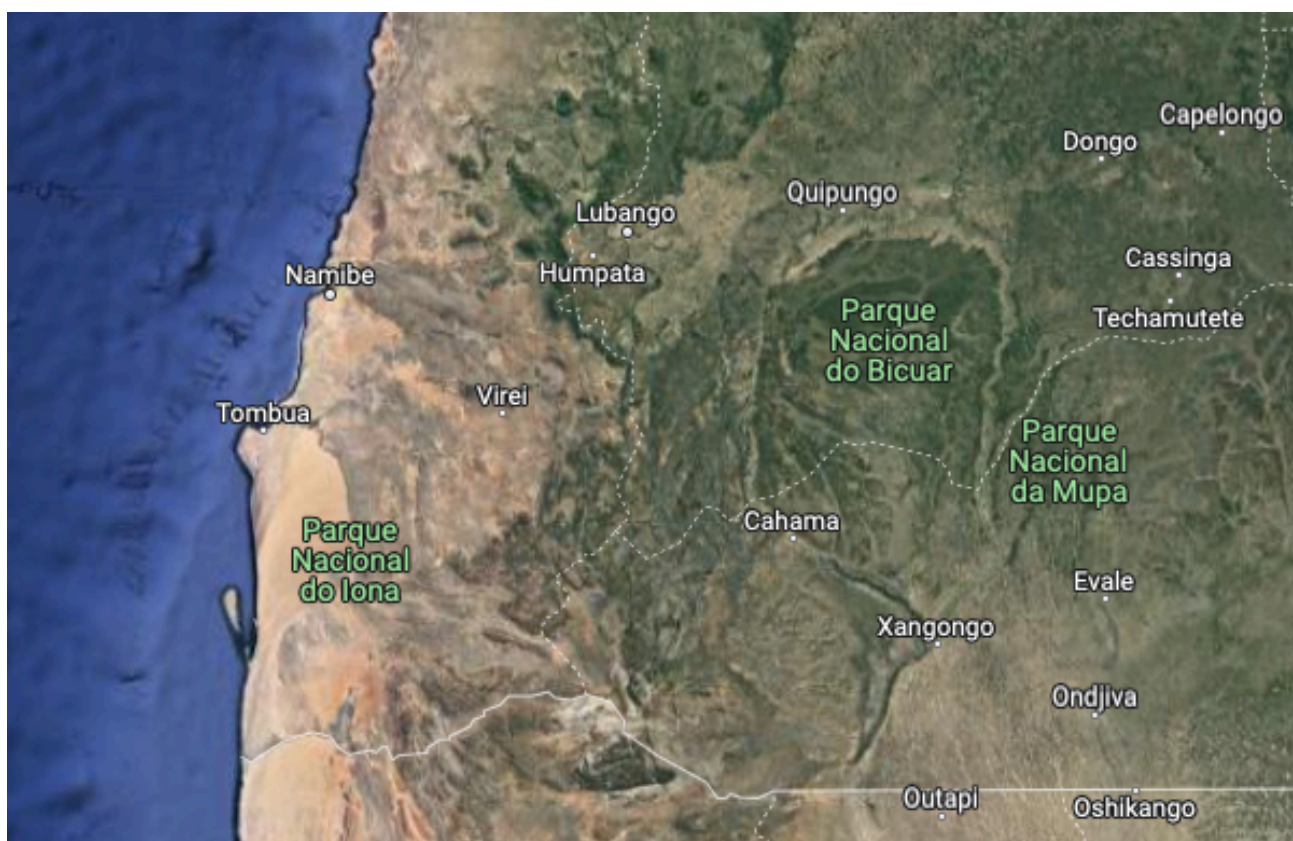 Capelongo
Dongo
Quipungo
Lubango
Humpata
Cassinga
Namibe
Techamutete
Parque
Nacional
do Bicuar
Virei
Tombua
Parque
Nacional
da Mupa
Cahama
Parque
Nacional
do Iona
Evale
Xangongo
Ondjiva
Outapi
Oshikango